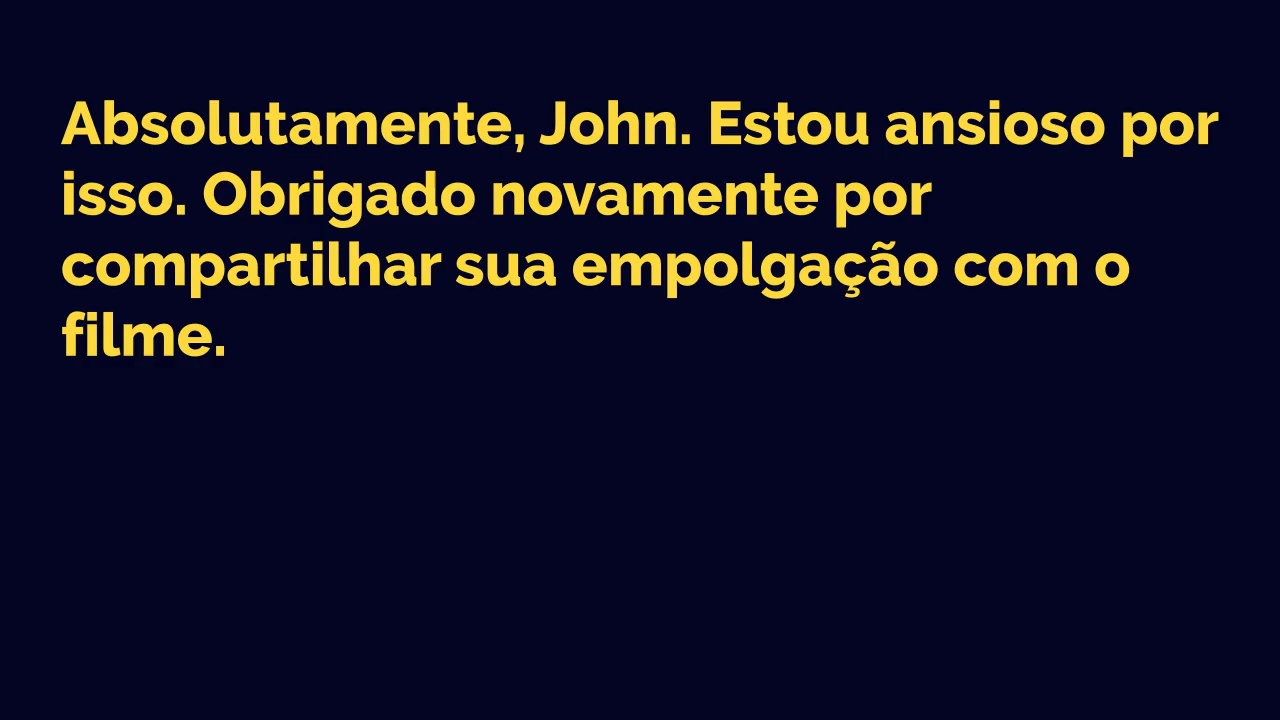 Absolutamente, John. Estou ansioso por
isso. Obrigado novamente por
compartilhar sua empolgação com o
filme.